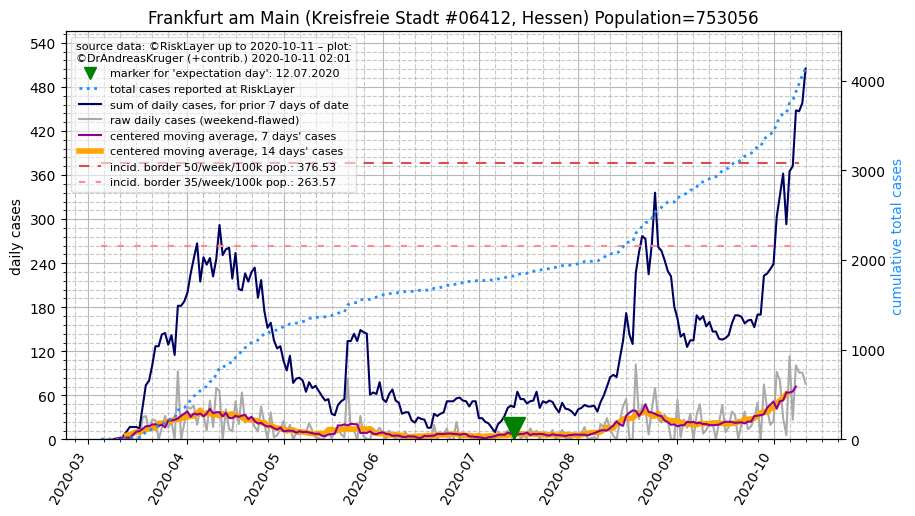 Frankfurt am Main (Kreisfreie Stadt #06412, Hessen) Population=753056
source data: ©RiskLayer up to 2020-10-11 – plot:
©DrAndreasKruger (+contrib.) 2020-10-11 02:01
marker for 'expectation day': 12.07.2020
total cases reported at RiskLayer
sum of daily cases, for prior 7 days of date
raw daily cases (weekend-flawed)
centered moving average, 7 days' cases
centered moving average, 14 days' cases
incid. border 50/week/100k pop.: 376.53
incid. border 35/week/100k pop.: 263.57
daily cases
540
480
420
360
300
240
180
120
60
0
cumulative total cases
4000
3000
2000
1000
0
2020-03
2020-04
2020-05
2020-06
2020-07
2020-08
2020-09
2020-10